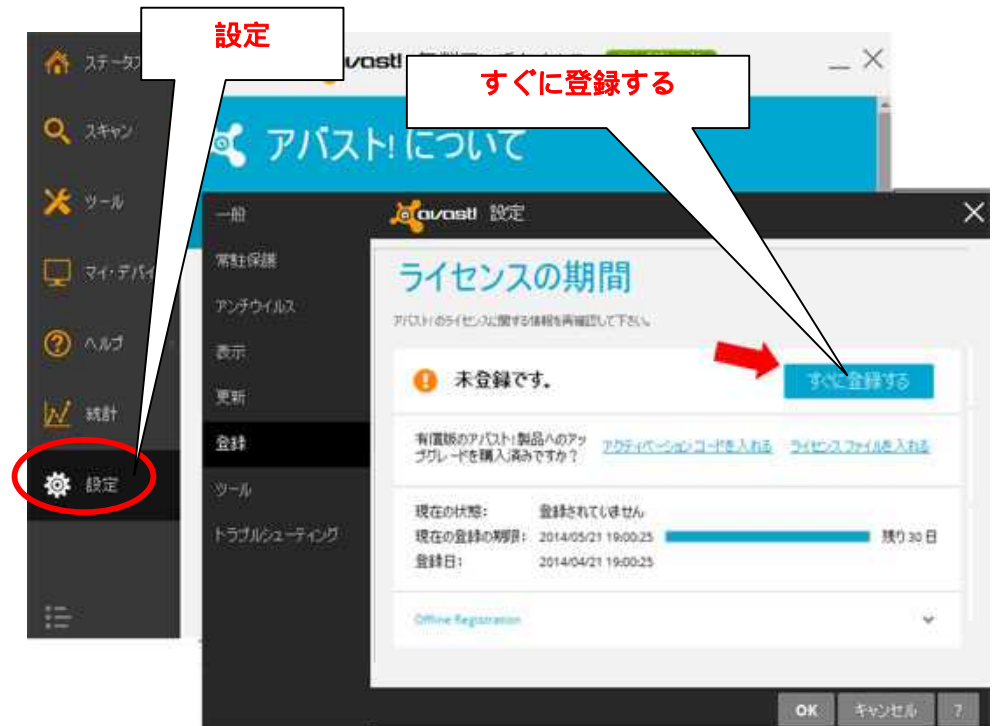 設定
すぐに登録する
avast!
アバスト! について
スキャン
ツール
マイ・デバイ
ヘルプ
統計
設定
avast! 設定
一般
常駐保護
アンチウイルス
表示
更新
登録
ツール
トラブルシューティング
ライセンスの期間
アバスト! のライセンスに関する情報を再確認して下さい。
未登録です。
すぐに登録する
有償版のアバスト! 製品へのアッ
プグレードを購入済みですか?
アクティベーションコードを入れる ライセンス ファイルを入れる
現在の状態: 登録されていません
現在の登録の期限: 2014/05/21 19:00:25 残り 30 日
登録日: 2014/04/21 19:00:25
Offline Registration
OK キャンセル ?